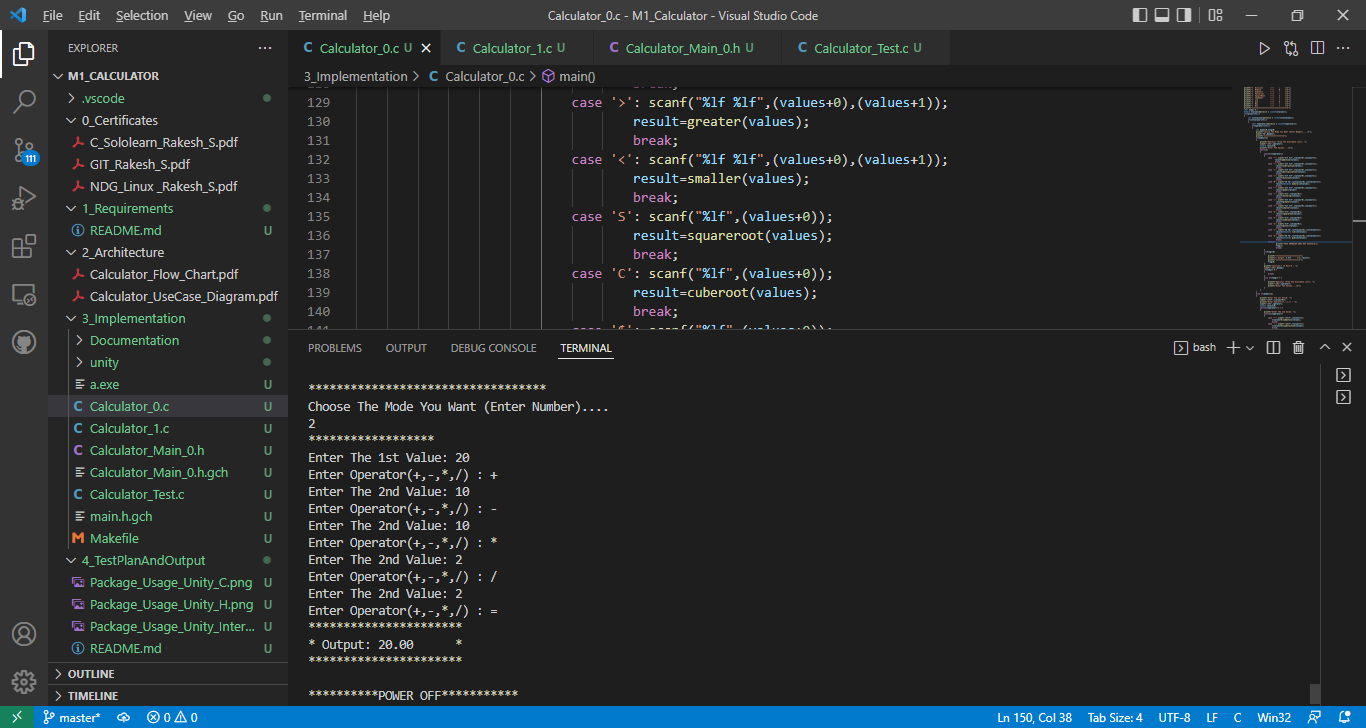 File Edit Selection View Go Run Terminal Help
Calculator_0.c - M1_Calculator - Visual Studio Code
EXPLORER
M1_CALCULATOR
.vscode
0_Certificates
C_Sololearn_Rakesh_S.pdf
GIT_Rakesh_S.pdf
NDG_Linux _Rakesh_S.pdf
1_Requirements
README.md U
2_Architecture
Calculator_Flow_Chart.pdf
Calculator_UseCase_Diagram.pdf
3_Implementation
Documentation
unity
a.exe U
C Calculator_0.c U
C Calculator_1.c U
C Calculator_Main_0.h U
Calculator_Main_0.h.gch U
C Calculator_Test.c U
main.h.gch U
M Makefile U
4_TestPlanAndOutput
Package_Usage_Unity_C.png U
Package_Usage_Unity_H.png U
Package_Usage_Unity_Inter... U
README.md U
OUTLINE
TIMELINE
111
C Calculator_0.c U
C Calculator_1.c U
C Calculator_Main_0.h U
C Calculator_Test.c U
3_Implementation > C Calculator_0.c > main()
129 case '>': scanf("%lf %lf",(values+0),(values+1));
130 result=greater(values);
131 break;
132 case '<': scanf("%lf %lf",(values+0),(values+1));
133 result=smaller(values);
134 break;
135 case 'S': scanf("%lf",(values+0));
136 result=squareroot(values);
137 break;
138 case 'C': scanf("%lf",(values+0));
139 result=cuberoot(values);
140 break;
PROBLEMS OUTPUT DEBUG CONSOLE TERMINAL
bash
**********************************
Choose The Mode You Want (Enter Number)....
2
******************
Enter The 1st Value: 20
Enter Operator(+,-,*,/) : +
Enter The 2nd Value: 10
Enter Operator(+,-,*,/) : -
Enter The 2nd Value: 10
Enter Operator(+,-,*,/) : *
Enter The 2nd Value: 2
Enter Operator(+,-,*,/) : /
Enter The 2nd Value: 2
Enter Operator(+,-,*,/) : =
**********************
* Output: 20.00 *
**********************
**********POWER OFF***********
master* 0 0
Ln 150, Col 38 Tab Size: 4 UTF-8 LF C Win32